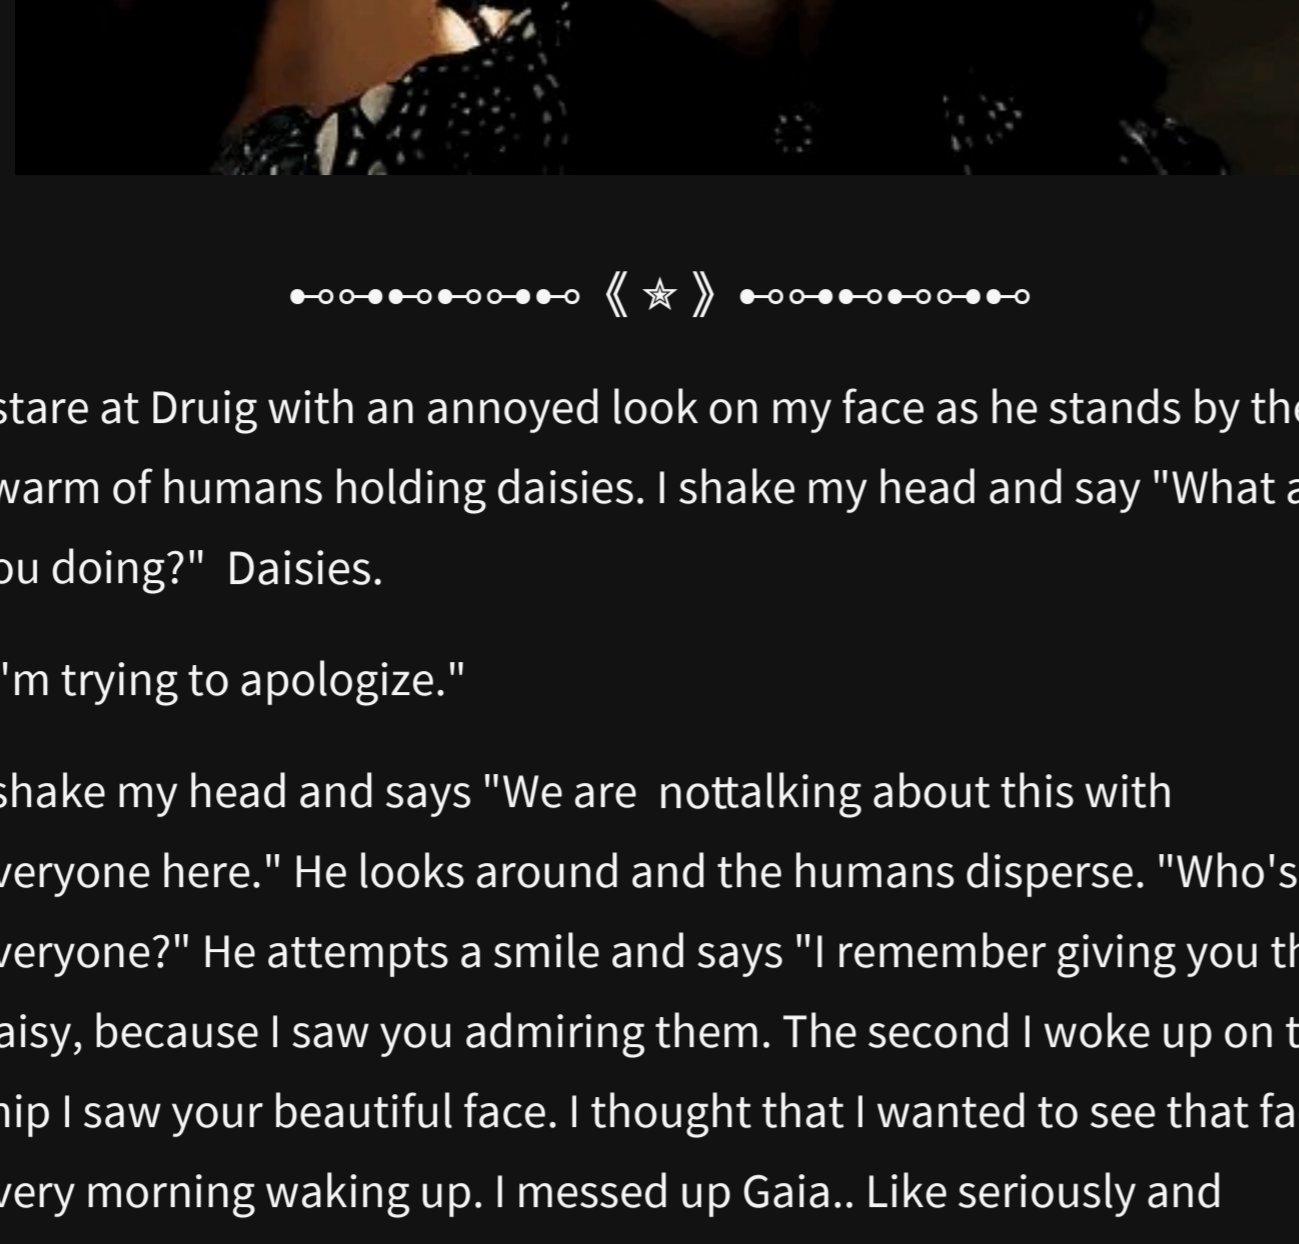 stare at Druig with an annoyed look on my face as he stands by the
warm of humans holding daisies. I shake my head and say "What a
ou doing?"  Daisies.
'm trying to apologize."
shake my head and says "We are  nottalking about this with
veryone here." He looks around and the humans disperse. "Who's
veryone?" He attempts a smile and says "I remember giving you th
aisy, because I saw you admiring them. The second I woke up on t
hip I saw your beautiful face. I thought that I wanted to see that fa
very morning waking up. I messed up Gaia.. Like seriously and